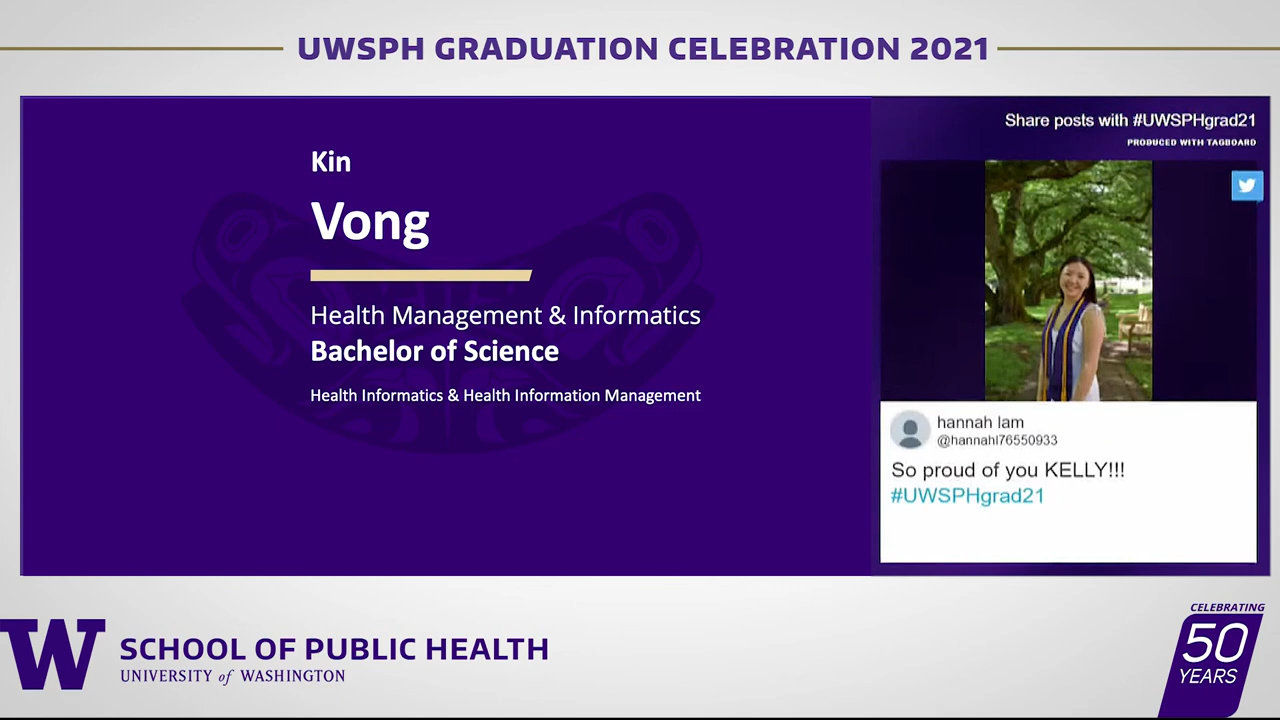 UWSPH GRADUATION CELEBRATION 2021
Kin
Vong
Health Management & Informatics
Bachelor of Science
Health Informatics & Health Information Management
Share posts with #UWSPHgrad21
PRODUCED WITH TAGBOARD
hannah lam
@hannahl76550933
So proud of you KELLY!!!
#UWSPHgrad21
W
SCHOOL OF PUBLIC HEALTH
UNIVERSITY of WASHINGTON
CELEBRATING
50
YEARS